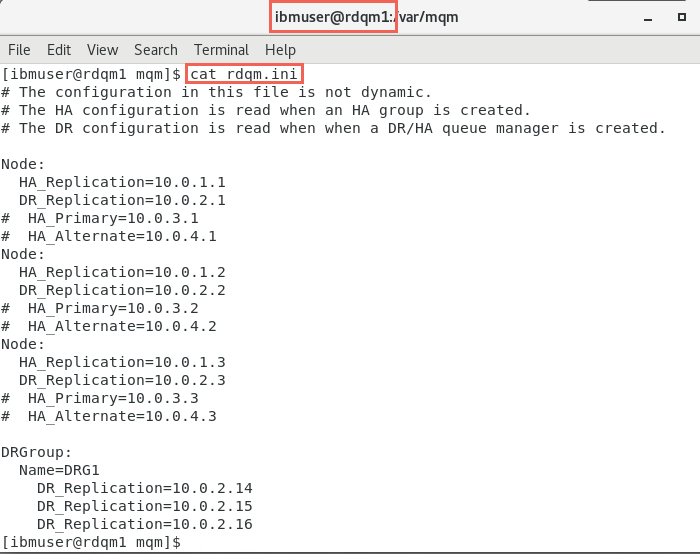 ibmuser@rdqm1:/var/mqm
File Edit View Search Terminal Help
[ibmuser@rdqm1 mqm]$ cat rdqm.ini
# The configuration in this file is not dynamic.
# The HA configuration is read when an HA group is created.
# The DR configuration is read when when a DR/HA queue manager is created.

Node:
  HA_Replication=10.0.1.1
  DR_Replication=10.0.2.1
#  HA_Primary=10.0.3.1
#  HA_Alternate=10.0.4.1
Node:
  HA_Replication=10.0.1.2
  DR_Replication=10.0.2.2
#  HA_Primary=10.0.3.2
#  HA_Alternate=10.0.4.2
Node:
  HA_Replication=10.0.1.3
  DR_Replication=10.0.2.3
#  HA_Primary=10.0.3.3
#  HA_Alternate=10.0.4.3

DRGroup:
  Name=DRG1
    DR_Replication=10.0.2.14
    DR_Replication=10.0.2.15
    DR_Replication=10.0.2.16
[ibmuser@rdqm1 mqm]$